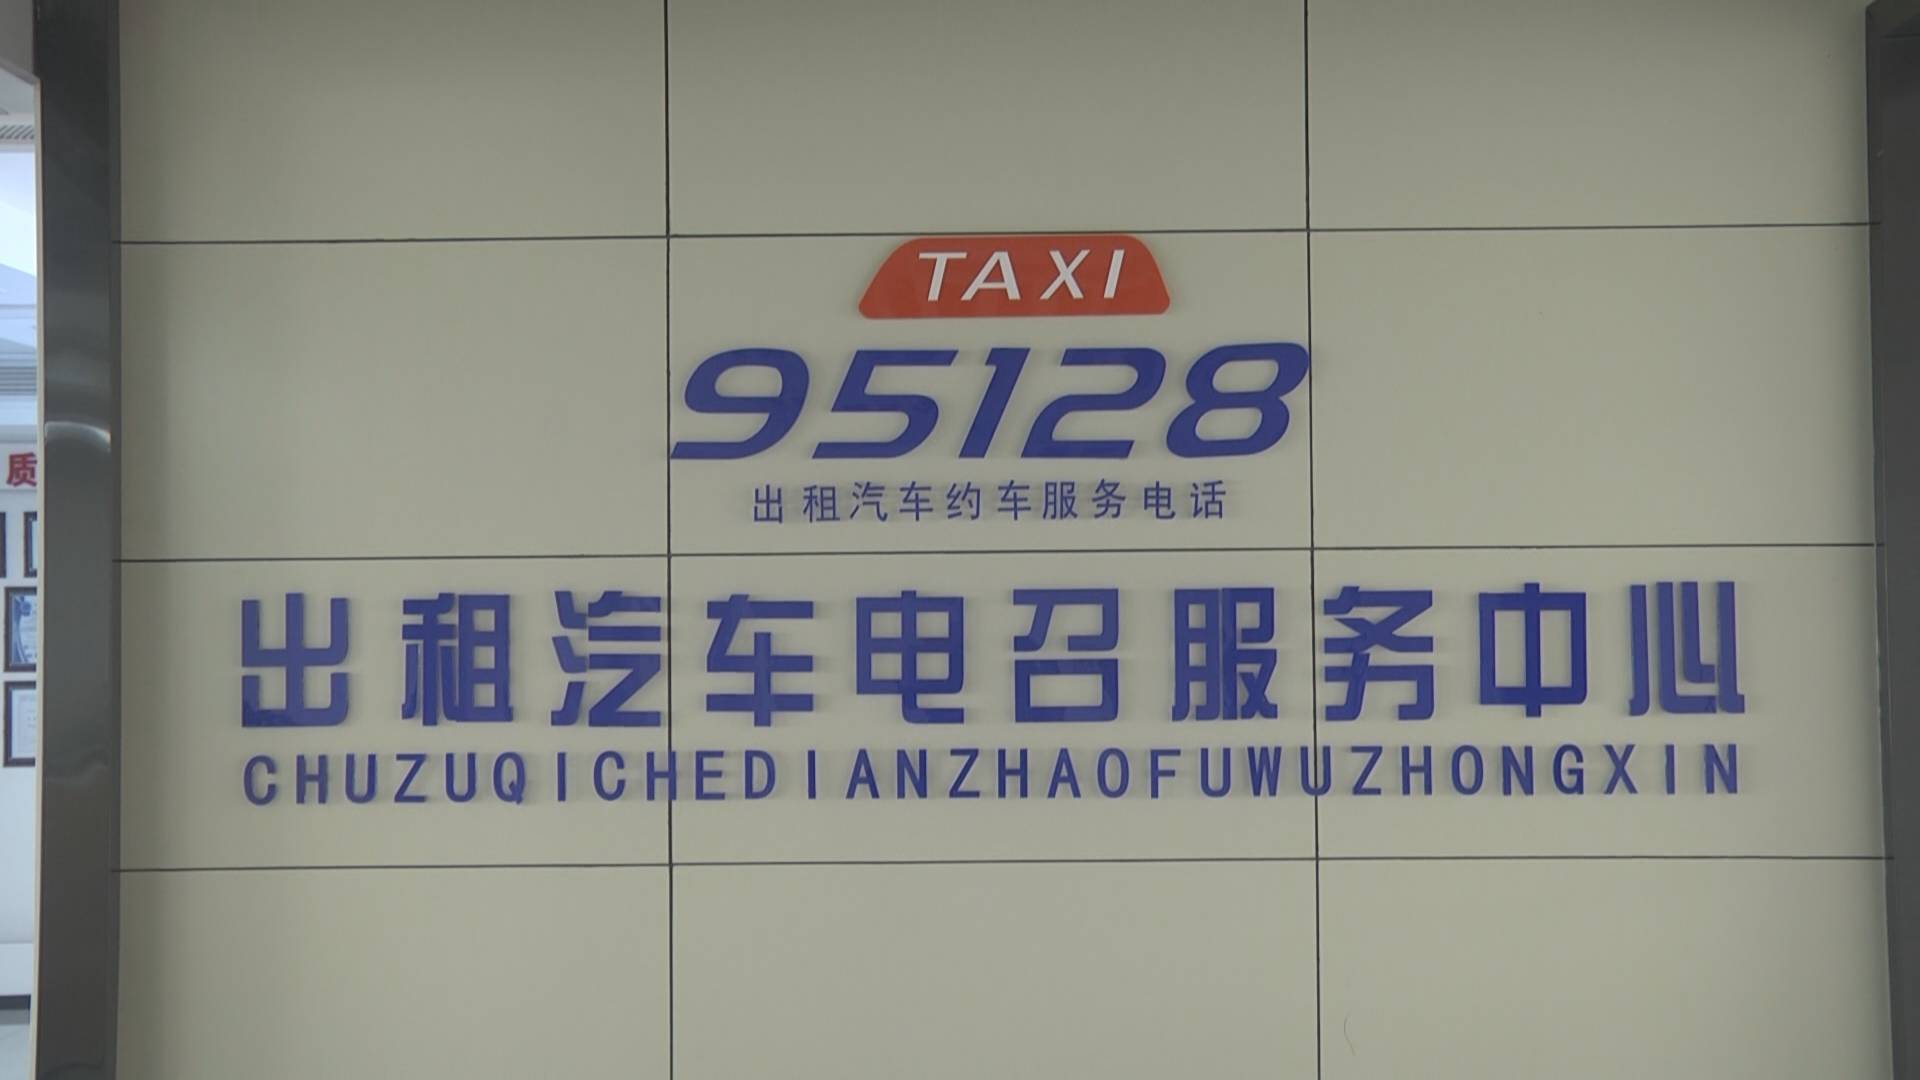 TAXI
95128
出租汽车约车服务电话
出租汽车电召服务中心
CHUZUQICHEDIANZHAOFUWUZHONGXIN
质